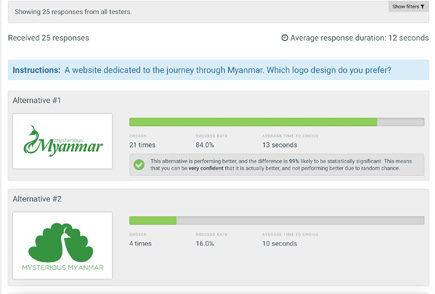 Showing 25 responses from all testers.
Show filters
Received 25 responses
Average response duration: 12 seconds
Instructions: A website dedicated to the journey through Myanmar. Which logo design do you prefer?
Alternative #1
mysterious
Myanmar
CHOSEN
SUCCESS RATE
AVERAGE TIME TO CHOICE
21 times
84.0%
13 seconds
This alternative is performing better, and the difference is 99% likely to be statistically significant. This means
that you can be very confident that it is actually better, and not performing better due to random chance.
Alternative #2
MYSTERIOUS MYANMAR
CHOSEN
SUCCESS RATE
AVERAGE TIME TO CHOICE
4 times
16.0%
10 seconds